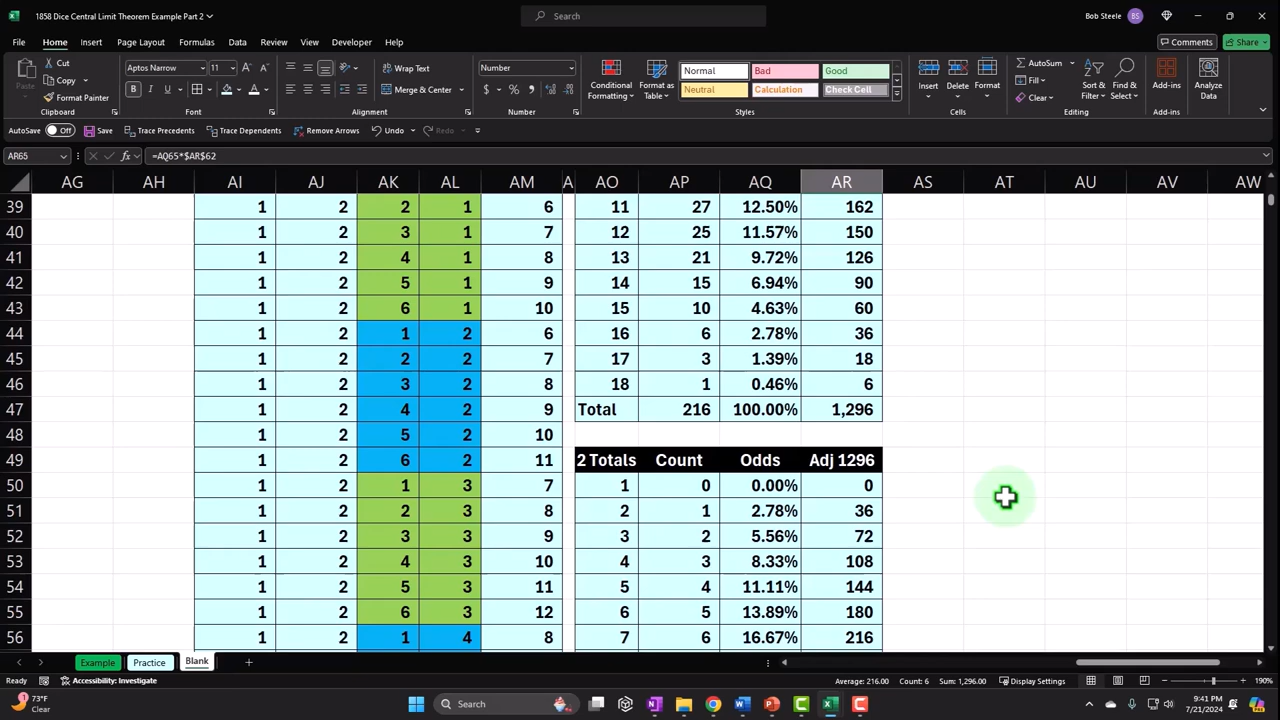 1858 Dice Central Limit Theorem Example Part 2
Search
Bob Steele
BS
File Home Insert Page Layout Formulas Data Review View Developer Help
Comments
Share
Paste
Cut
Copy
Format Painter
Clipboard
Aptos Narrow
11
Font
Wrap Text
Merge & Center
Alignment
Number
Number
Conditional Formatting
Format as Table
Normal
Bad
Good
Neutral
Calculation
Check Cell
Styles
Insert
Delete
Format
Cells
AutoSum
Fill
Clear
Sort & Filter
Find & Select
Editing
Add-ins
Add-ins
Analyze Data
AutoSave Off Save Trace Precedents Trace Dependents Remove Arrows Undo Redo
AR65
=AQ65*$AR$62
AG AH AI AJ AK AL AM A AO AP AQ AR AS AT AU AV AW
39 1 2 2 1 6 11 27 12.50% 162
40 1 2 3 1 7 12 25 11.57% 150
41 1 2 4 1 8 13 21 9.72% 126
42 1 2 5 1 9 14 15 6.94% 90
43 1 2 6 1 10 15 10 4.63% 60
44 1 2 1 2 6 16 6 2.78% 36
45 1 2 2 2 7 17 3 1.39% 18
46 1 2 3 2 8 18 1 0.46% 6
47 1 2 4 2 9 Total 216 100.00% 1,296
48 1 2 5 2 10
49 1 2 6 2 11 2 Totals Count Odds Adj 1296
50 1 2 1 3 7 1 0 0.00% 0
51 1 2 2 3 8 2 1 2.78% 36
52 1 2 3 3 9 3 2 5.56% 72
53 1 2 4 3 10 4 3 8.33% 108
54 1 2 5 3 11 5 4 11.11% 144
55 1 2 6 3 12 6 5 13.89% 180
56 1 2 1 4 8 7 6 16.67% 216
Example Practice Blank
Ready
Accessibility: Investigate
Average: 216.00 Count: 6 Sum: 1,296.00
Display Settings
190%
73°F
Clear
Search
9:41 PM
7/21/2024